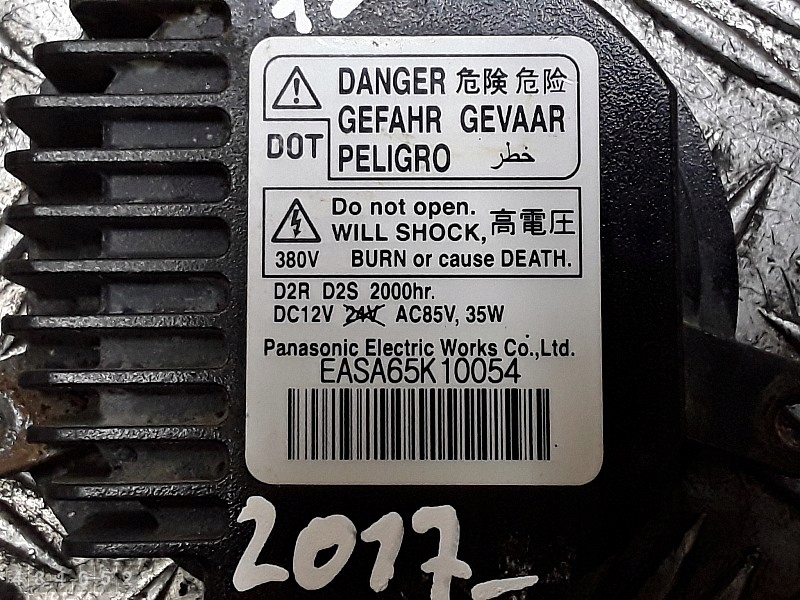 DANGER 危険 危险
GEFAHR GEVAAR
DOT
PELIGRO خطر
Do not open.
WILL SHOCK, 高電圧
380V BURN or cause DEATH.
D2R D2S 2000hr.
DC12V 24V AC85V, 35W
Panasonic Electric Works Co.,Ltd.
EASA65K10054
2017_